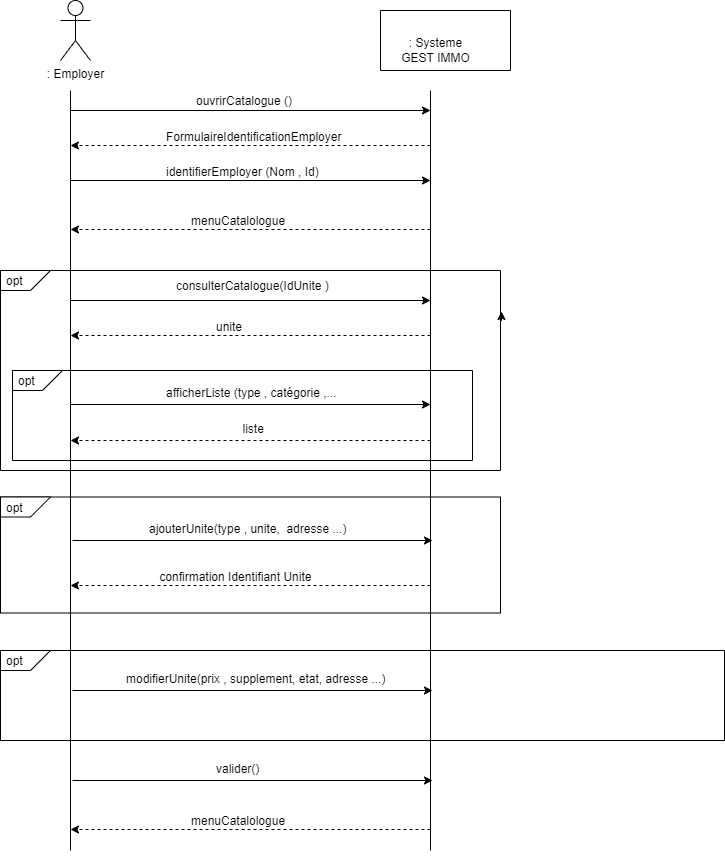 : Employer
: Systeme
GEST IMMO
ouvrirCatalogue ()
FormulaireIdentificationEmployer
identifierEmployer (Nom , Id)
menuCatalologue
opt
consulterCatalogue(IdUnite )
unite
opt
afficherListe (type , catégorie ,...
liste
opt
ajouterUnite(type , unite, adresse ...)
confirmation Identifiant Unite
opt
modifierUnite(prix , supplement, etat, adresse ...)
valider()
menuCatalologue